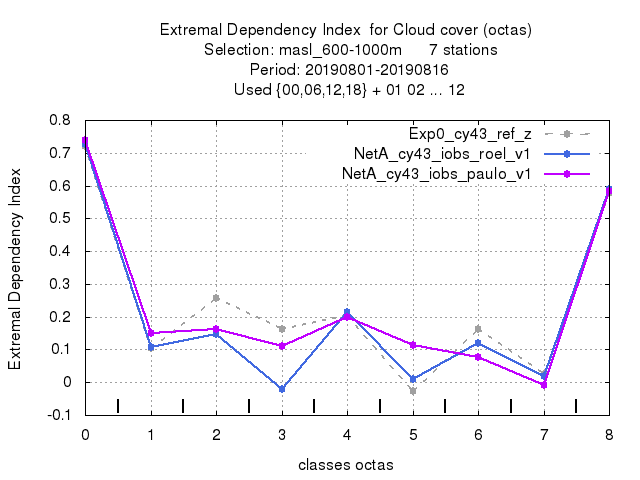 Extremal Dependency Index  for Cloud cover (octas)
Selection: masl_600-1000m      7 stations
Period: 20190801-20190816
Used {00,06,12,18} + 01 02 ... 12
Exp0_cy43_ref_z
NetA_cy43_iobs_roel_v1
NetA_cy43_iobs_paulo_v1
Extremal Dependency Index
0.8
0.7
0.6
0.5
0.4
0.3
0.2
0.1
0
-0.1
0 1 2 3 4 5 6 7 8
classes octas